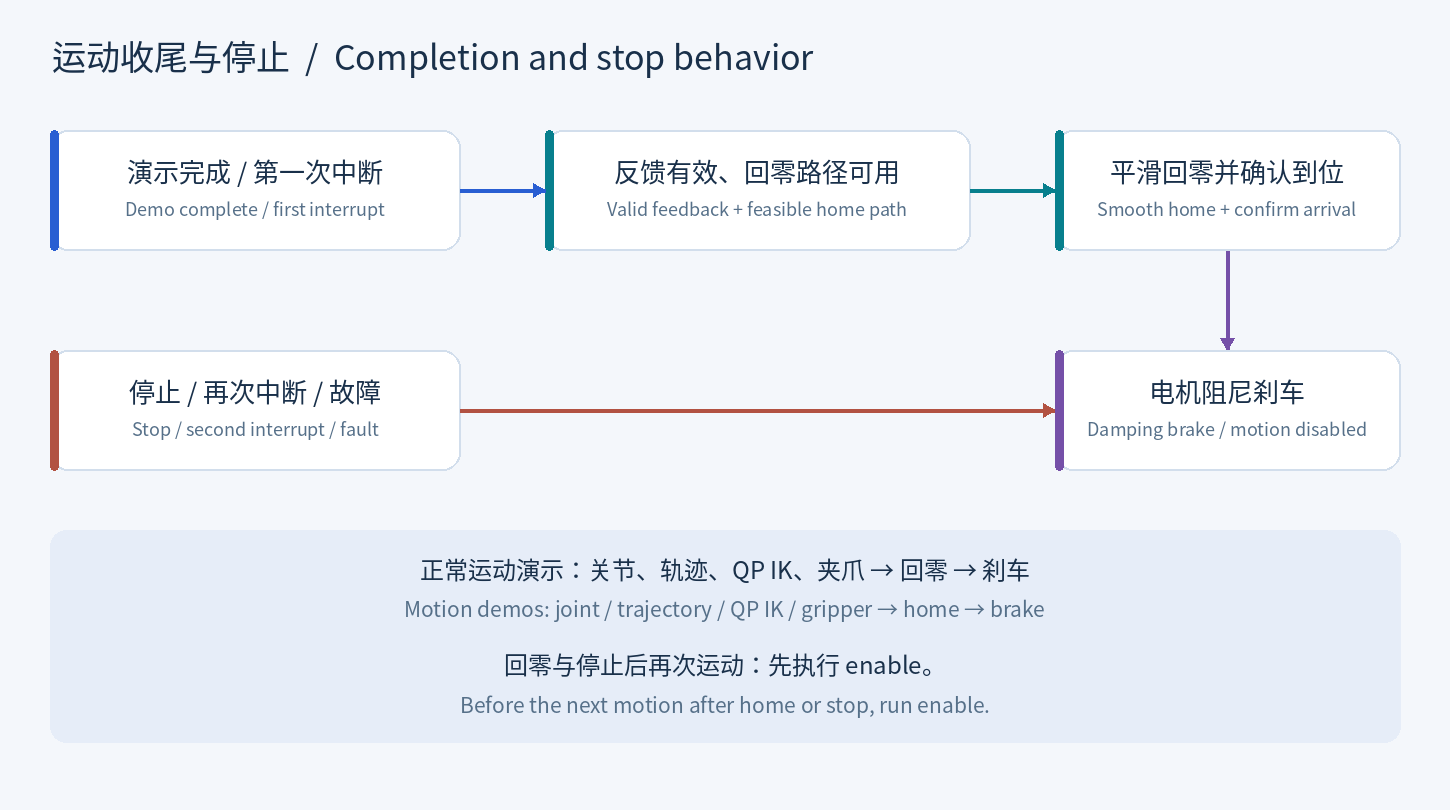 运动收尾与停止 / Completion and stop behavior
演示完成 / 第一次中断
Demo complete / first interrupt
反馈有效、回零路径可用
Valid feedback + feasible home path
平滑回零并确认到位
Smooth home + confirm arrival
停止 / 再次中断 / 故障
Stop / second interrupt / fault
电机阻尼刹车
Damping brake / motion disabled
正常运动演示：关节、轨迹、QP IK、夹爪 → 回零 → 刹车
Motion demos: joint / trajectory / QP IK / gripper → home → brake
回零与停止后再次运动：先执行 enable。
Before the next motion after home or stop, run enable.